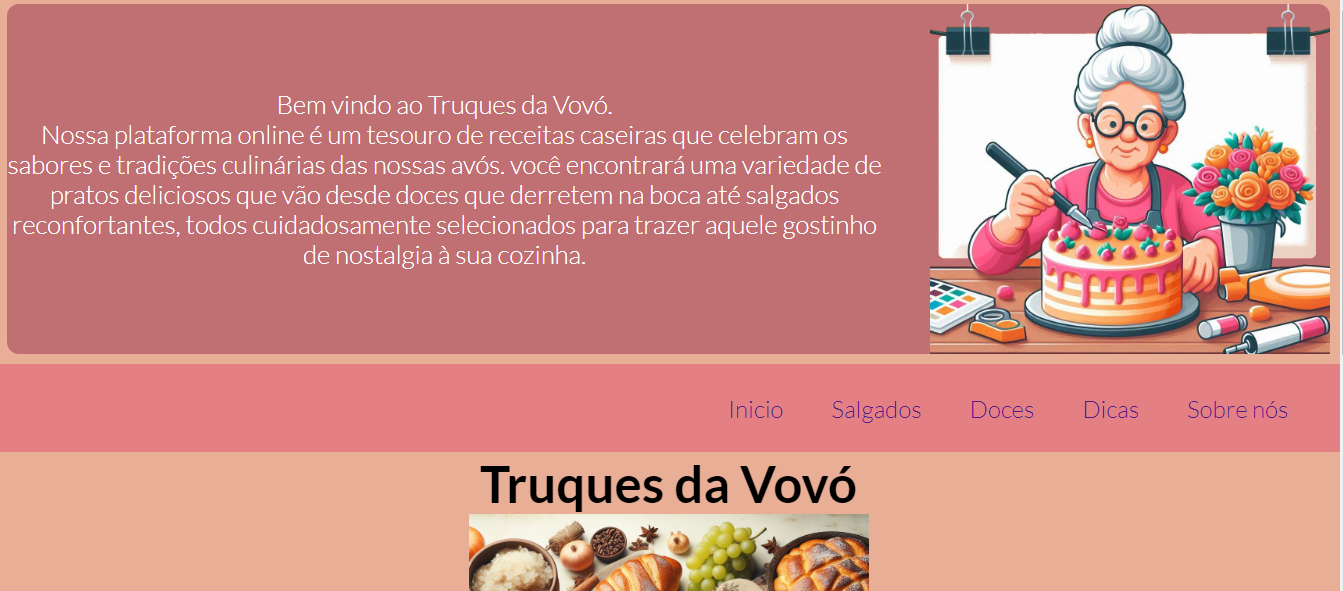 Bem vindo ao Truques da Vovó.
Nossa plataforma online é um tesouro de receitas caseiras que celebram os
sabores e tradições culinárias das nossas avós. você encontrará uma variedade de
pratos deliciosos que vão desde doces que derretem na boca até salgados
reconfortantes, todos cuidadosamente selecionados para trazer aquele gostinho
de nostalgia à sua cozinha.
Inicio Salgados Doces Dicas Sobre nós
Truques da Vovó